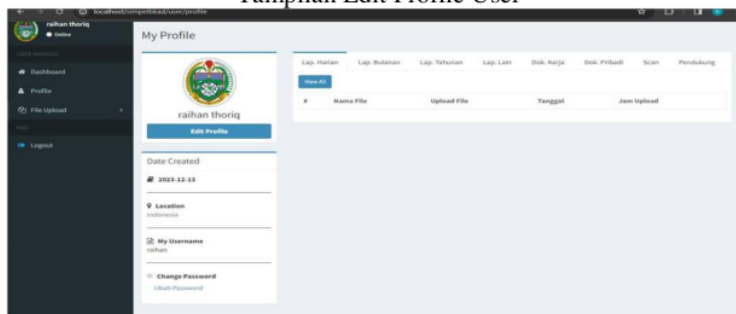 Tampilan Edit Profile User
localhost/simpelbkad/user/profile
raihan thoriq
Online
Dashboard
Profile
File Upload
Logout
My Profile
raihan thoriq
Edit Profile
Date Created
2023-12-13
Location
Indonesia
My Username
raihan
Change Password
Ubah Password
Lap. Harian Lap. Bulanan Lap. Tahunan Lap. Lain Dok. Kerja Dok. Pribadi Scan Pendukung
View All
# Nama File Upload File Tanggal Jam Upload